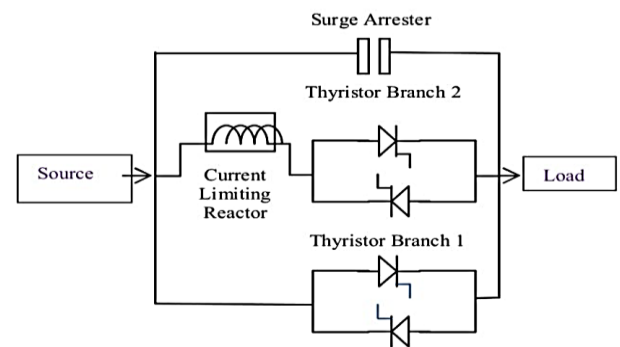 Surge Arrester
Thyristor Branch 2
Source
Current
Limiting
Reactor
Load
Thyristor Branch 1